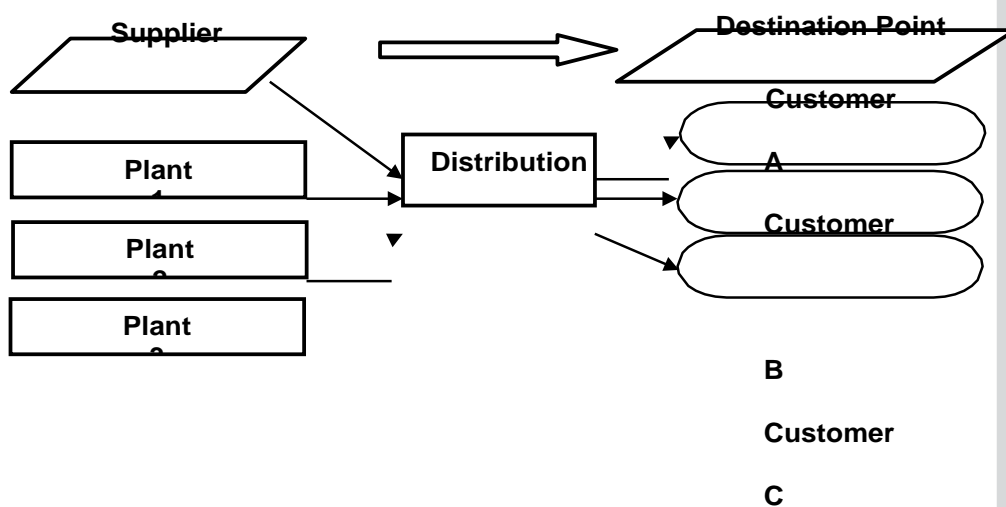 Supplier
Destination Point
Customer
A
Distribution
Plant
Customer
Plant
Plant
B
Customer
C